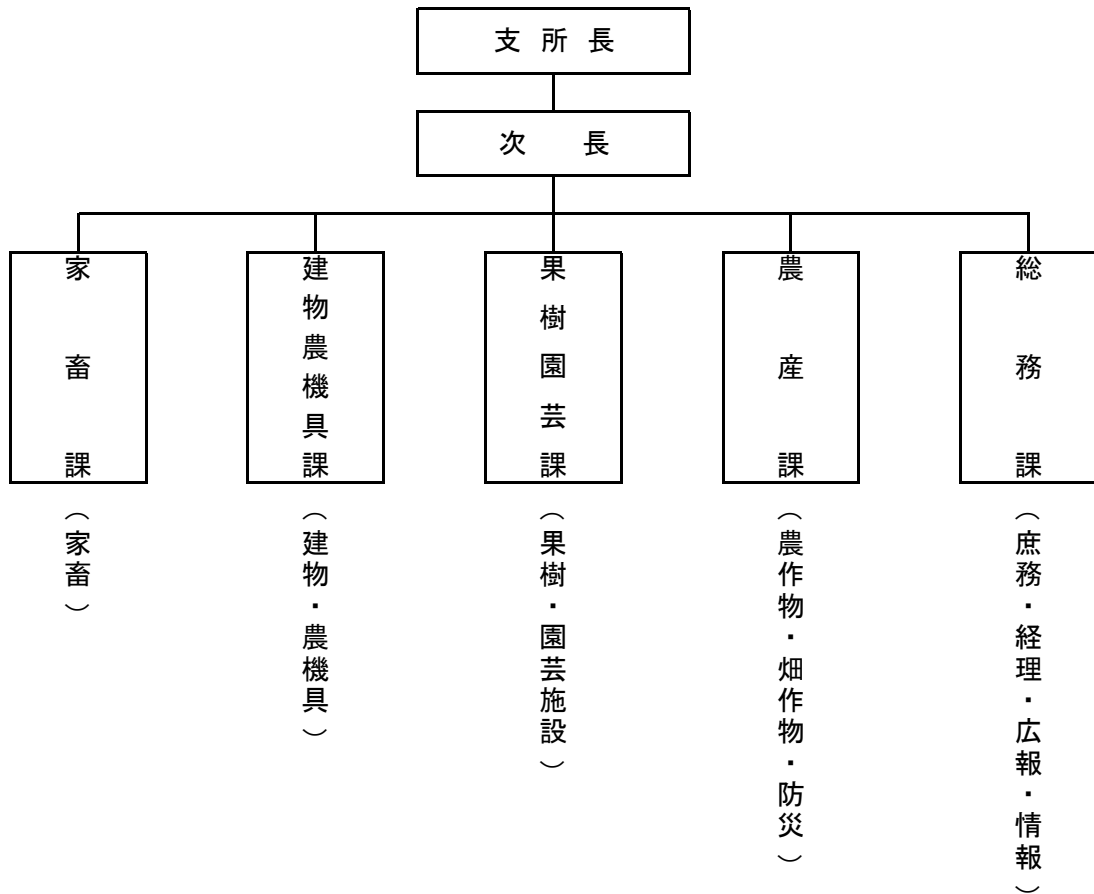 支所長
次長
総務課
(庶務・経理・広報・情報)
農産課
(農作物・畑作物・防災)
果樹園芸課
(果樹・園芸施設)
建物農機具課
(建物・農機具)
家畜課
(家畜)